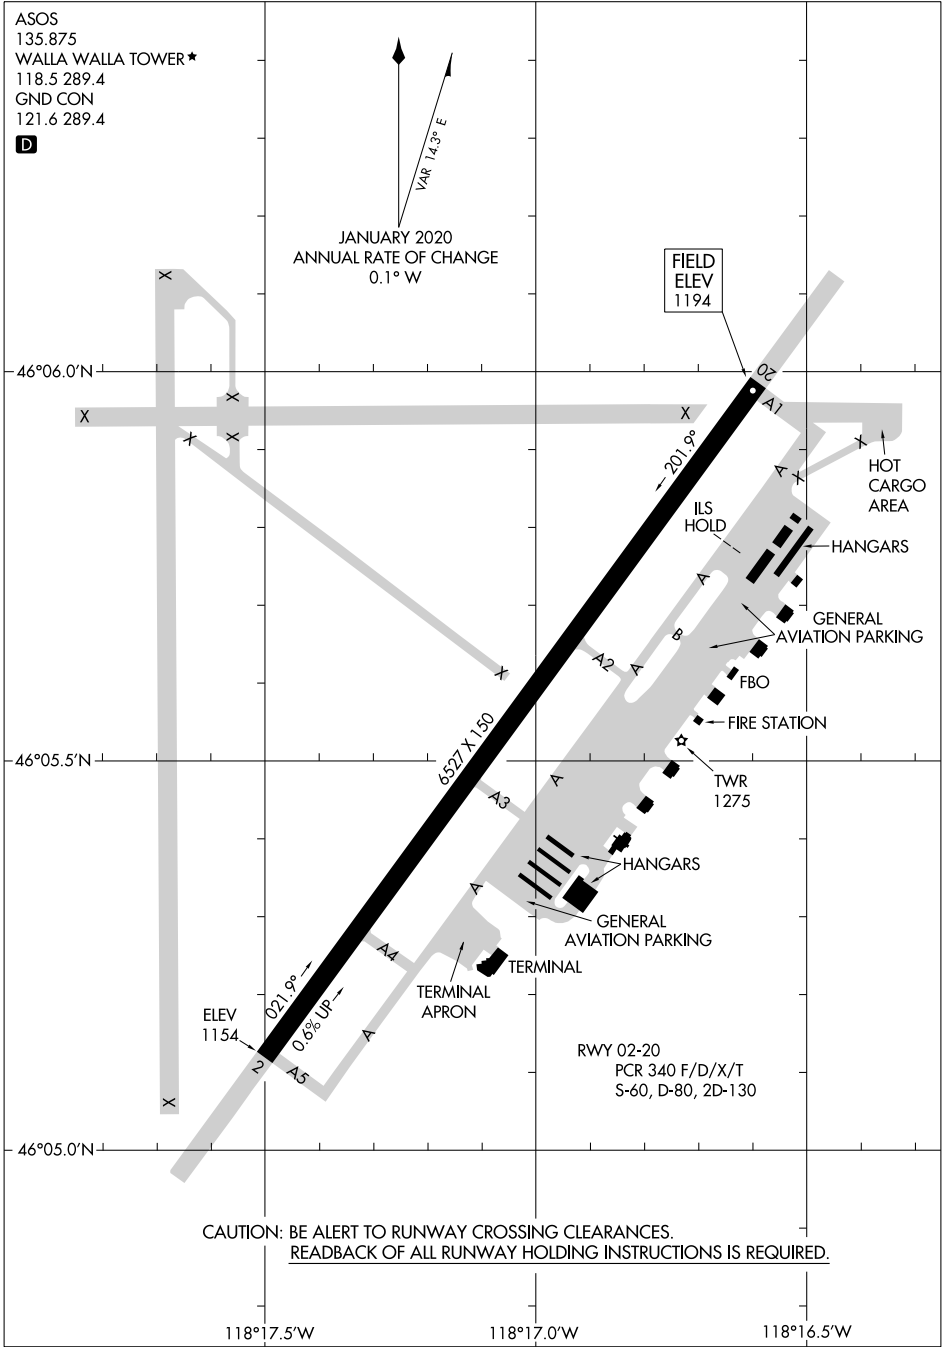 ASOS
135.875
WALLA WALLA TOWER★
118.5 289.4
GND CON
121.6 289.4
D
VAR 14.3° E
JANUARY 2020
ANNUAL RATE OF CHANGE
0.1° W
FIELD
ELEV
1194
X
46°06.0'N
20
X
X
X
A1
X
X
X
X
201.9°
A
X
HOT
CARGO
AREA
ILS
HOLD
HANGARS
A
GENERAL
AVIATION PARKING
B
A2
A
X
FBO
6527 X 150
FIRE STATION
46°05.5'N
A
TWR
1275
A3
HANGARS
A
GENERAL
AVIATION PARKING
A4
TERMINAL
021.9°
TERMINAL
APRON
0.6% UP
ELEV
1154
A
2
A5
RWY 02-20
PCR 340 F/D/X/T
S-60, D-80, 2D-130
X
46°05.0'N
CAUTION: BE ALERT TO RUNWAY CROSSING CLEARANCES.
READBACK OF ALL RUNWAY HOLDING INSTRUCTIONS IS REQUIRED.
118°17.5'W
118°17.0'W
118°16.5'W